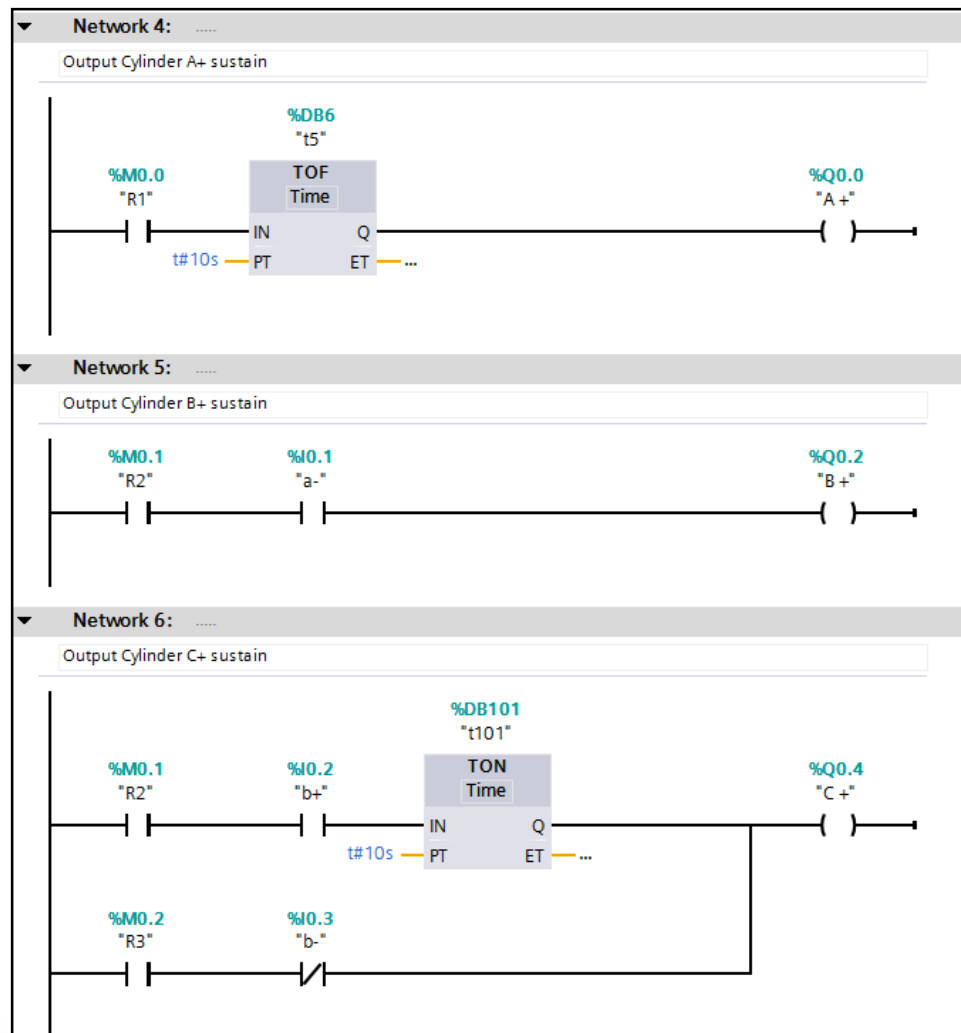 Network 4: .....
Output Cylinder A+ sustain
%DB6
"t5"
%M0.0 TOF %Q0.0
"R1" Time "A +"
IN Q
t#10s PT ET ...
Network 5: .....
Output Cylinder B+ sustain
%M0.1 %I0.1 %Q0.2
"R2" "a-" "B +"
Network 6: .....
Output Cylinder C+ sustain
%DB101
"t101"
%M0.1 %I0.2 TON %Q0.4
"R2" "b+" Time "C +"
IN Q
t#10s PT ET ...
%M0.2 %I0.3
"R3" "b-"